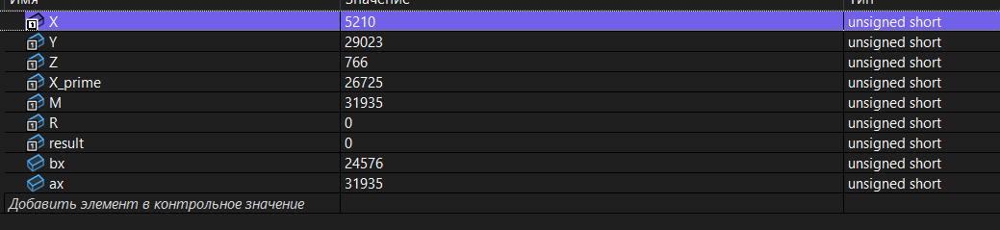 Имя Значение Тип
X 5210 unsigned short
Y 29023 unsigned short
Z 766 unsigned short
X_prime 26725 unsigned short
M 31935 unsigned short
R 0 unsigned short
result 0 unsigned short
bx 24576 unsigned short
ax 31935 unsigned short
Добавить элемент в контрольное значение